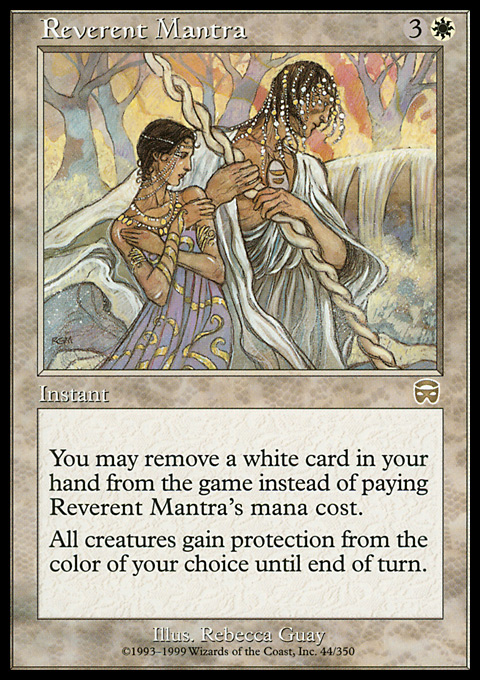 Reverent Mantra 3
RGM
Instant
You may remove a white card in your
hand from the game instead of paying
Reverent Mantra's mana cost.
All creatures gain protection from the
color of your choice until end of turn.
Illus. Rebecca Guay
©1993–1999 Wizards of the Coast, Inc. 44/350